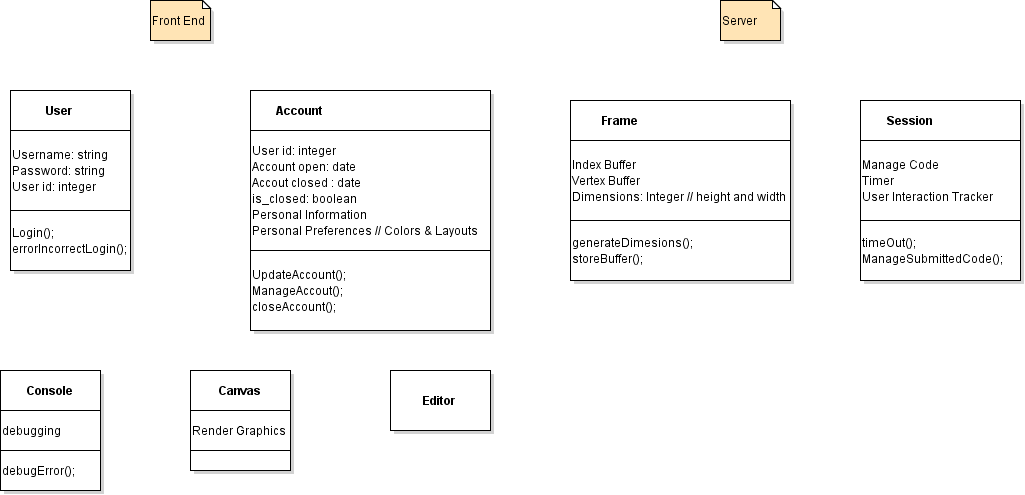 Front End
Server
User
Username: string
Password: string
User id: integer
Login();
errorIncorrectLogin();
Account
User id: integer
Account open: date
Accout closed : date
is_closed: boolean
Personal Information
Personal Preferences // Colors & Layouts
UpdateAccount();
ManageAccout();
closeAccount();
Frame
Index Buffer
Vertex Buffer
Dimensions: Integer // height and width
generateDimesions();
storeBuffer();
Session
Manage Code
Timer
User Interaction Tracker
timeOut();
ManageSubmittedCode();
Console
debugging
debugError();
Canvas
Render Graphics
Editor